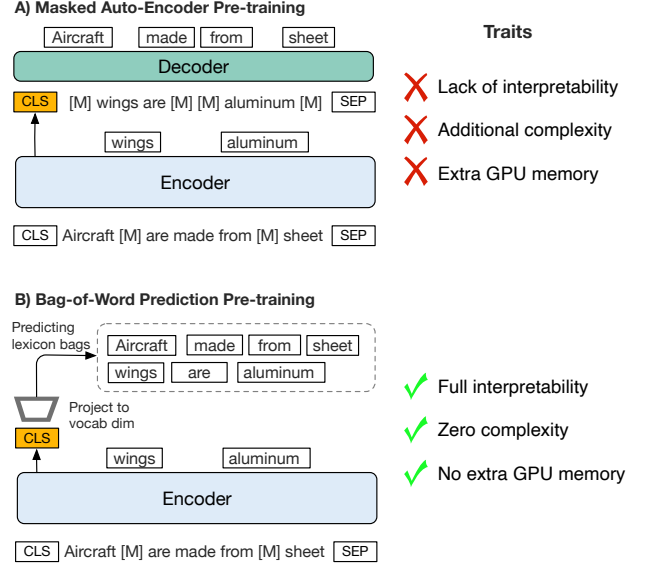 A) Masked Auto-Encoder Pre-training
Traits
Aircraft made from sheet
Decoder
CLS [M] wings are [M] [M] aluminum [M] SEP
wings aluminum
Encoder
CLS Aircraft [M] are made from [M] sheet SEP
Lack of interpretability
Additional complexity
Extra GPU memory
B) Bag-of-Word Prediction Pre-training
Predicting
lexicon bags
Aircraft made from sheet
wings are aluminum
Project to
vocab dim
CLS
wings aluminum
Encoder
CLS Aircraft [M] are made from [M] sheet SEP
Full interpretability
Zero complexity
No extra GPU memory